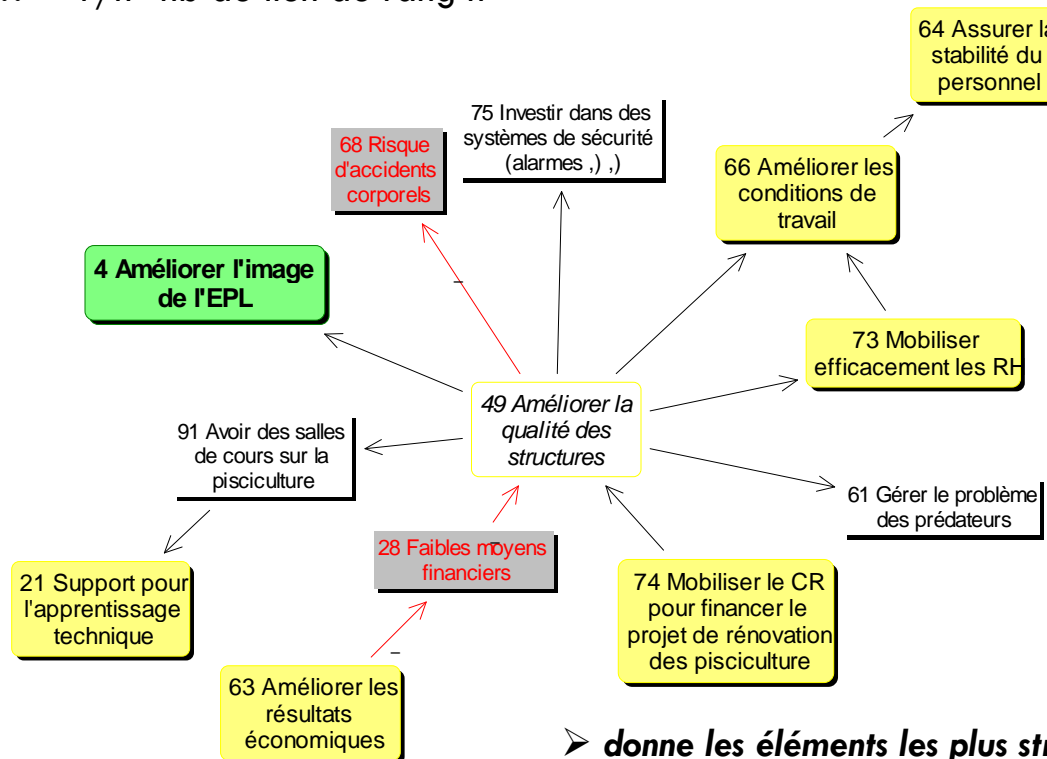 64 Assurer la
stabilité du
personnel
75 Investir dans des
systèmes de sécurité
(alarmes ,) ,)
68 Risque
d'accidents
corporels
66 Améliorer les
conditions de
travail
4 Améliorer l'image
de l'EPL
73 Mobiliser
efficacement les RH
49 Améliorer la
qualité des
structures
91 Avoir des salles
de cours sur la
pisciculture
61 Gérer le problème
des prédateurs
28 Faibles moyens
financiers
21 Support pour
l'apprentissage
technique
74 Mobiliser le CR
pour financer le
projet de rénovation
des pisciculture
63 Améliorer les
résultats
économiques
➢ donne les éléments les plus